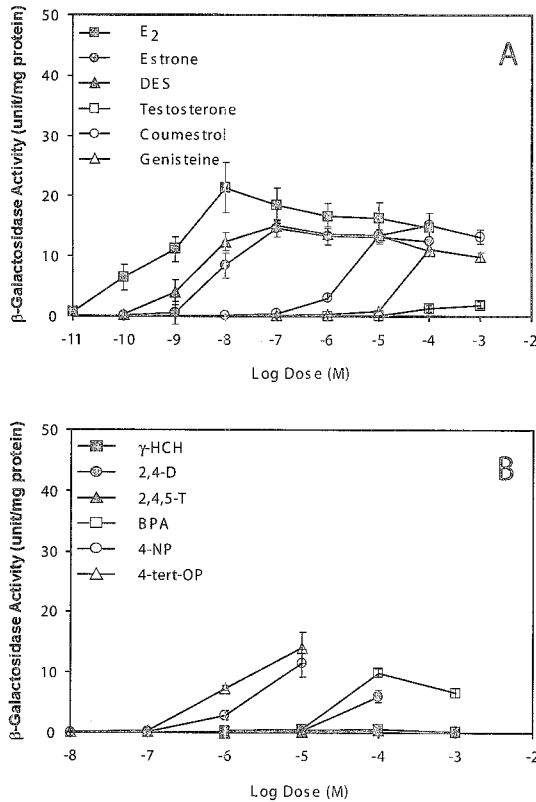 A
β-Galactosidase Activity (unit/mg protein)
50
40
30
20
10
0
E2
Estrone
DES
Testosterone
Coumestrol
Genisteine
-11 -10 -9 -8 -7 -6 -5 -4 -3 -2
Log Dose (M)
B
β-Galactosidase Activity (unit/mg protein)
50
40
30
20
10
0
γ-HCH
2,4-D
2,4,5-T
BPA
4-NP
4-tert-OP
-8 -7 -6 -5 -4 -3 -2
Log Dose (M)